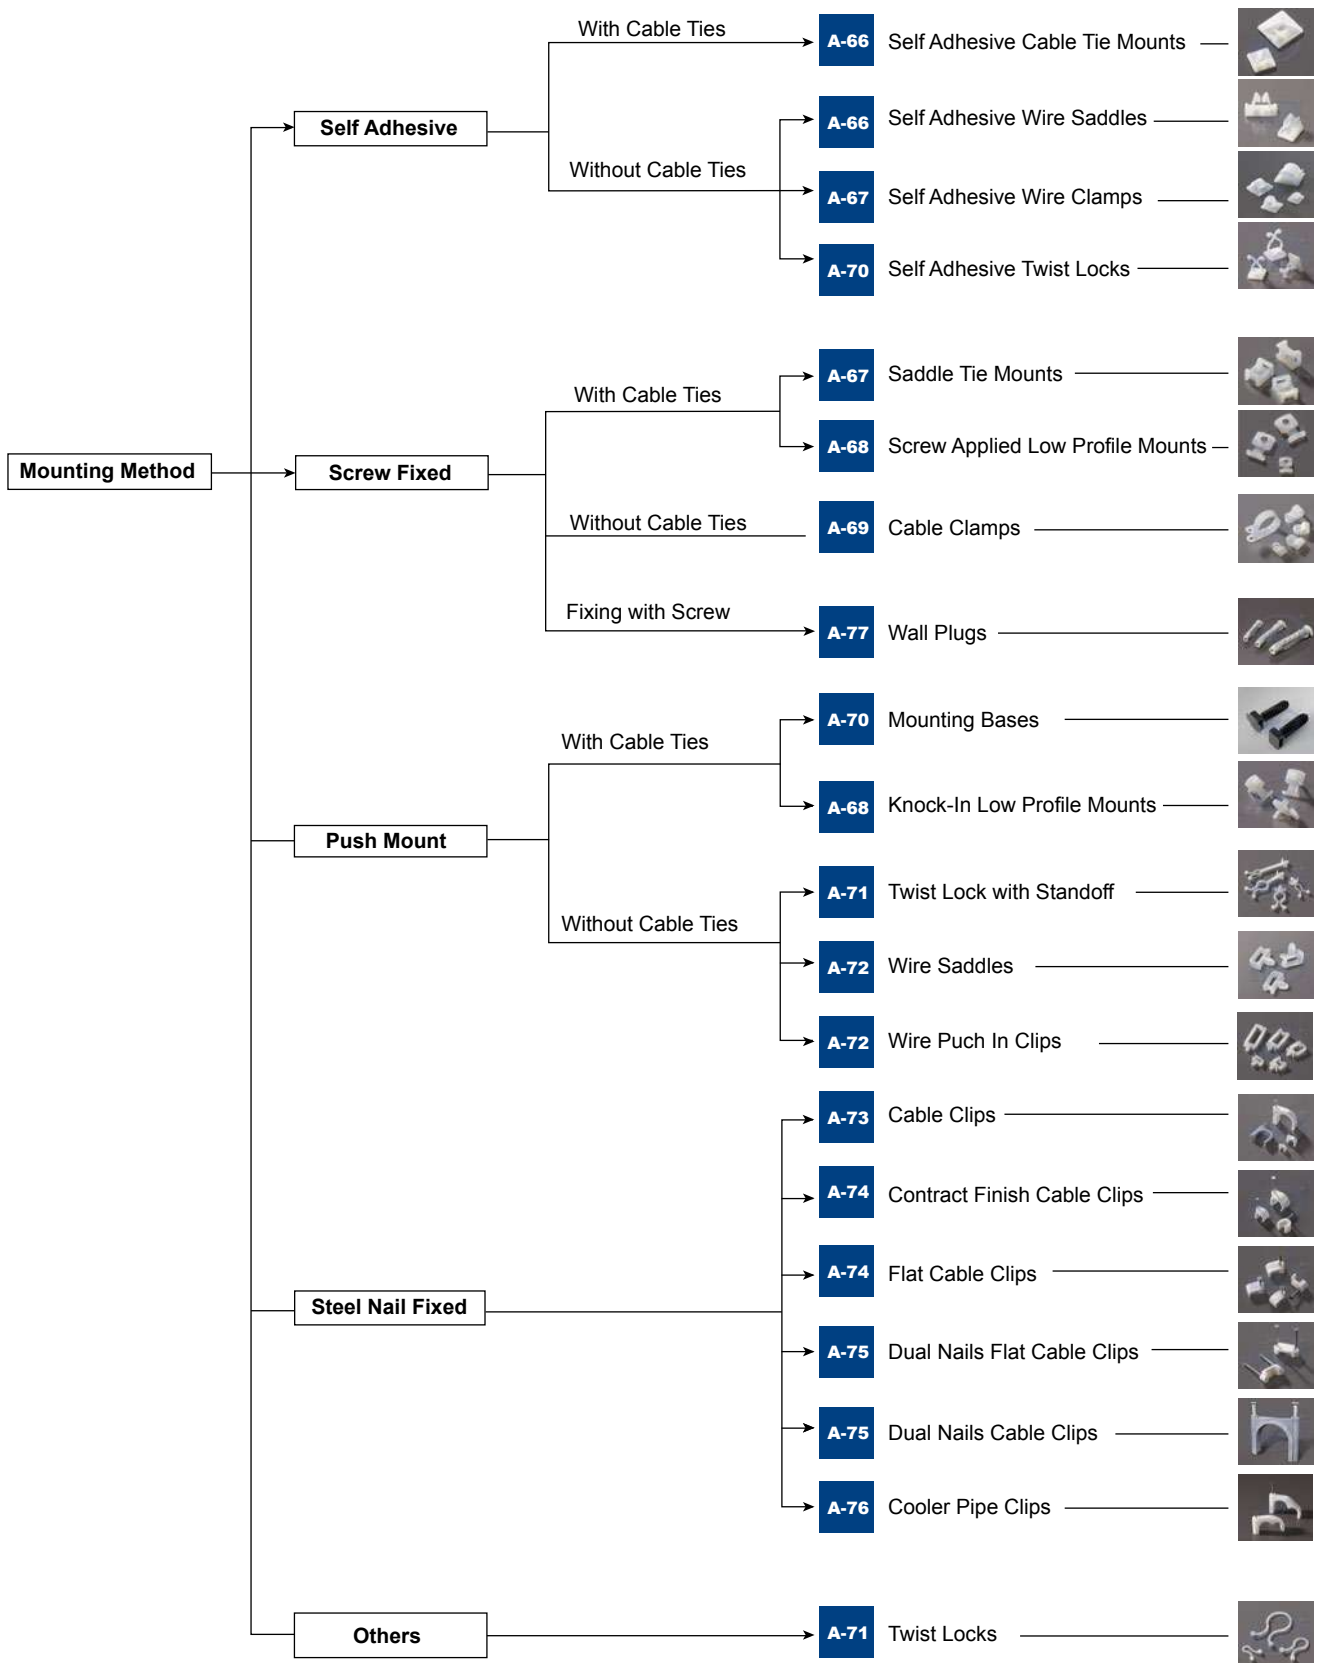 With Cable Ties
A-66 Self Adhesive Cable Tie Mounts
Self Adhesive
A-66 Self Adhesive Wire Saddles
Without Cable Ties
A-67 Self Adhesive Wire Clamps
A-70 Self Adhesive Twist Locks
With Cable Ties
A-67 Saddle Tie Mounts
A-68 Screw Applied Low Profile Mounts
Mounting Method
Screw Fixed
Without Cable Ties
A-69 Cable Clamps
Fixing with Screw
A-77 Wall Plugs
A-70 Mounting Bases
With Cable Ties
A-68 Knock-In Low Profile Mounts
Push Mount
A-71 Twist Lock with Standoff
Without Cable Ties
A-72 Wire Saddles
A-72 Wire Puch In Clips
A-73 Cable Clips
A-74 Contract Finish Cable Clips
A-74 Flat Cable Clips
Steel Nail Fixed
A-75 Dual Nails Flat Cable Clips
A-75 Dual Nails Cable Clips
A-76 Cooler Pipe Clips
Others
A-71 Twist Locks